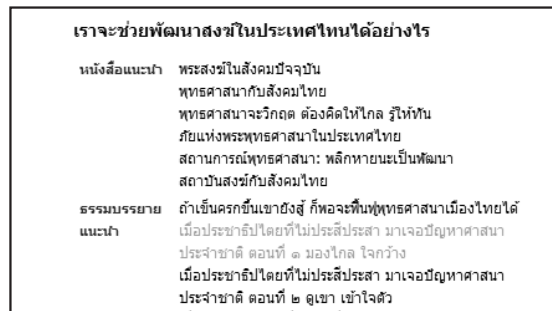 เราจะช่วยพัฒนาสงฆ์ในประเทศไทนได้อย่างไร
หนังสือแนะนำ พระสงฆ์ในสังคมปัจจุบัน
พุทธศาสนากับสังคมไทย
พุทธศาสนาจะวิกฤต ต้องคิดให้ไกล รู้ให้ทัน
ภัยแห่งพระพุทธศาสนาในประเทศไทย
สถานการณ์พุทธศาสนา: พลิกหายนะเป็นพัฒนา
สถาบันสงฆ์กับสังคมไทย
ธรรมบรรยาย ถ้าเข็นครกขึ้นเขายังสู้ ก็พอจะฟื้นฟูพุทธศาสนาเมืองไทยได้
แนะนำ เมื่อประชาธิปไตยที่ไม่ประสีประสา มาเจอปัญหาศาสนา
ประจำชาติ ตอนที่ ๑ มองไกล ใจกว้าง
เมื่อประชาธิปไตยที่ไม่ประสีประสา มาเจอปัญหาศาสนา
ประจำชาติ ตอนที่ ๒ ดูเขา เข้าใจตัว